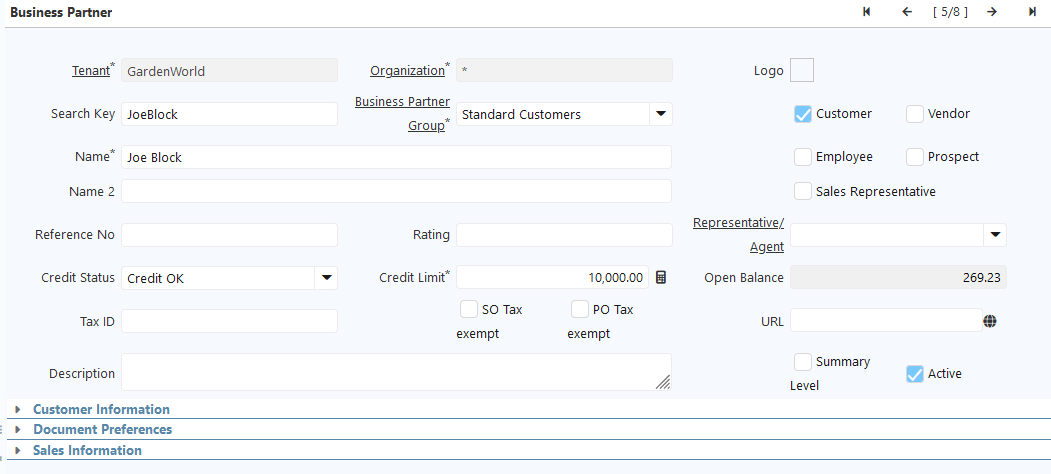 Business Partner
[ 5/8 ]
Tenant* GardenWorld Organization* * Logo
Search Key JoeBlock Business Partner Group* Standard Customers Customer Vendor
Name* Joe Block Employee Prospect
Name 2 Sales Representative
Reference No Rating Representative/
Agent
Credit Status Credit OK Credit Limit* 10,000.00 Open Balance 269.23
Tax ID SO Tax exempt PO Tax exempt URL
Description Summary Level Active
Customer Information
Document Preferences
Sales Information